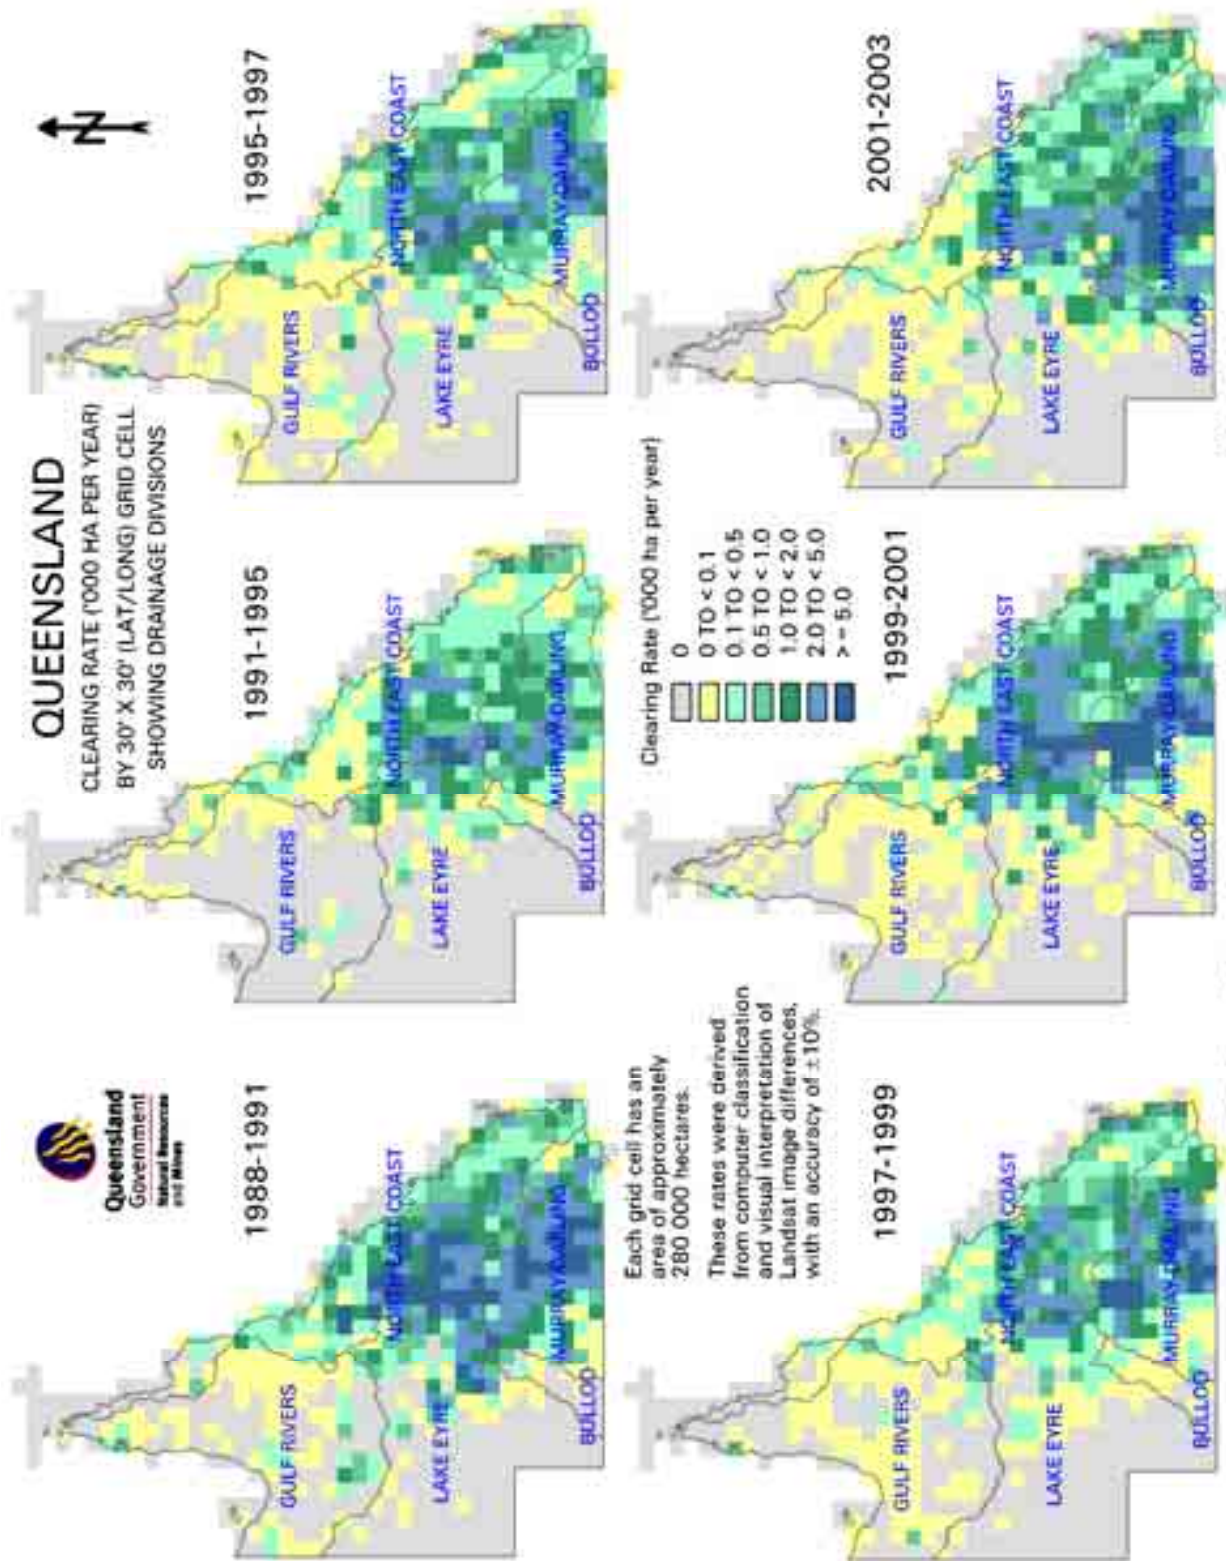 Queensland
Government
Natural Resources
and Mines
QUEENSLAND
CLEARING RATE ('000 HA PER YEAR)
BY 30' X 30' (LAT/LONG) GRID CELL
SHOWING DRAINAGE DIVISIONS
N
1988-1991
GULF RIVERS
NORTH EAST COAST
LAKE EYRE
MURRAY DARLING
BULLOO
1991-1995
GULF RIVERS
NORTH EAST COAST
LAKE EYRE
MURRAY DARLING
BULLOO
1995-1997
GULF RIVERS
NORTH EAST COAST
LAKE EYRE
MURRAY DARLING
BULLOO
Each grid cell has an
area of approximately
280 000 hectares.
These rates were derived
from computer classification
and visual interpretation of
Landsat image differences,
with an accuracy of ±10%.
Clearing Rate ('000 ha per year)
0
0 TO < 0.1
0.1 TO < 0.5
0.5 TO < 1.0
1.0 TO < 2.0
2.0 TO < 5.0
> = 5.0
1997-1999
GULF RIVERS
NORTH EAST COAST
LAKE EYRE
MURRAY DARLING
BULLOO
1999-2001
GULF RIVERS
NORTH EAST COAST
LAKE EYRE
MURRAY DARLING
BULLOO
2001-2003
GULF RIVERS
NORTH EAST COAST
LAKE EYRE
MURRAY DARLING
BULLOO